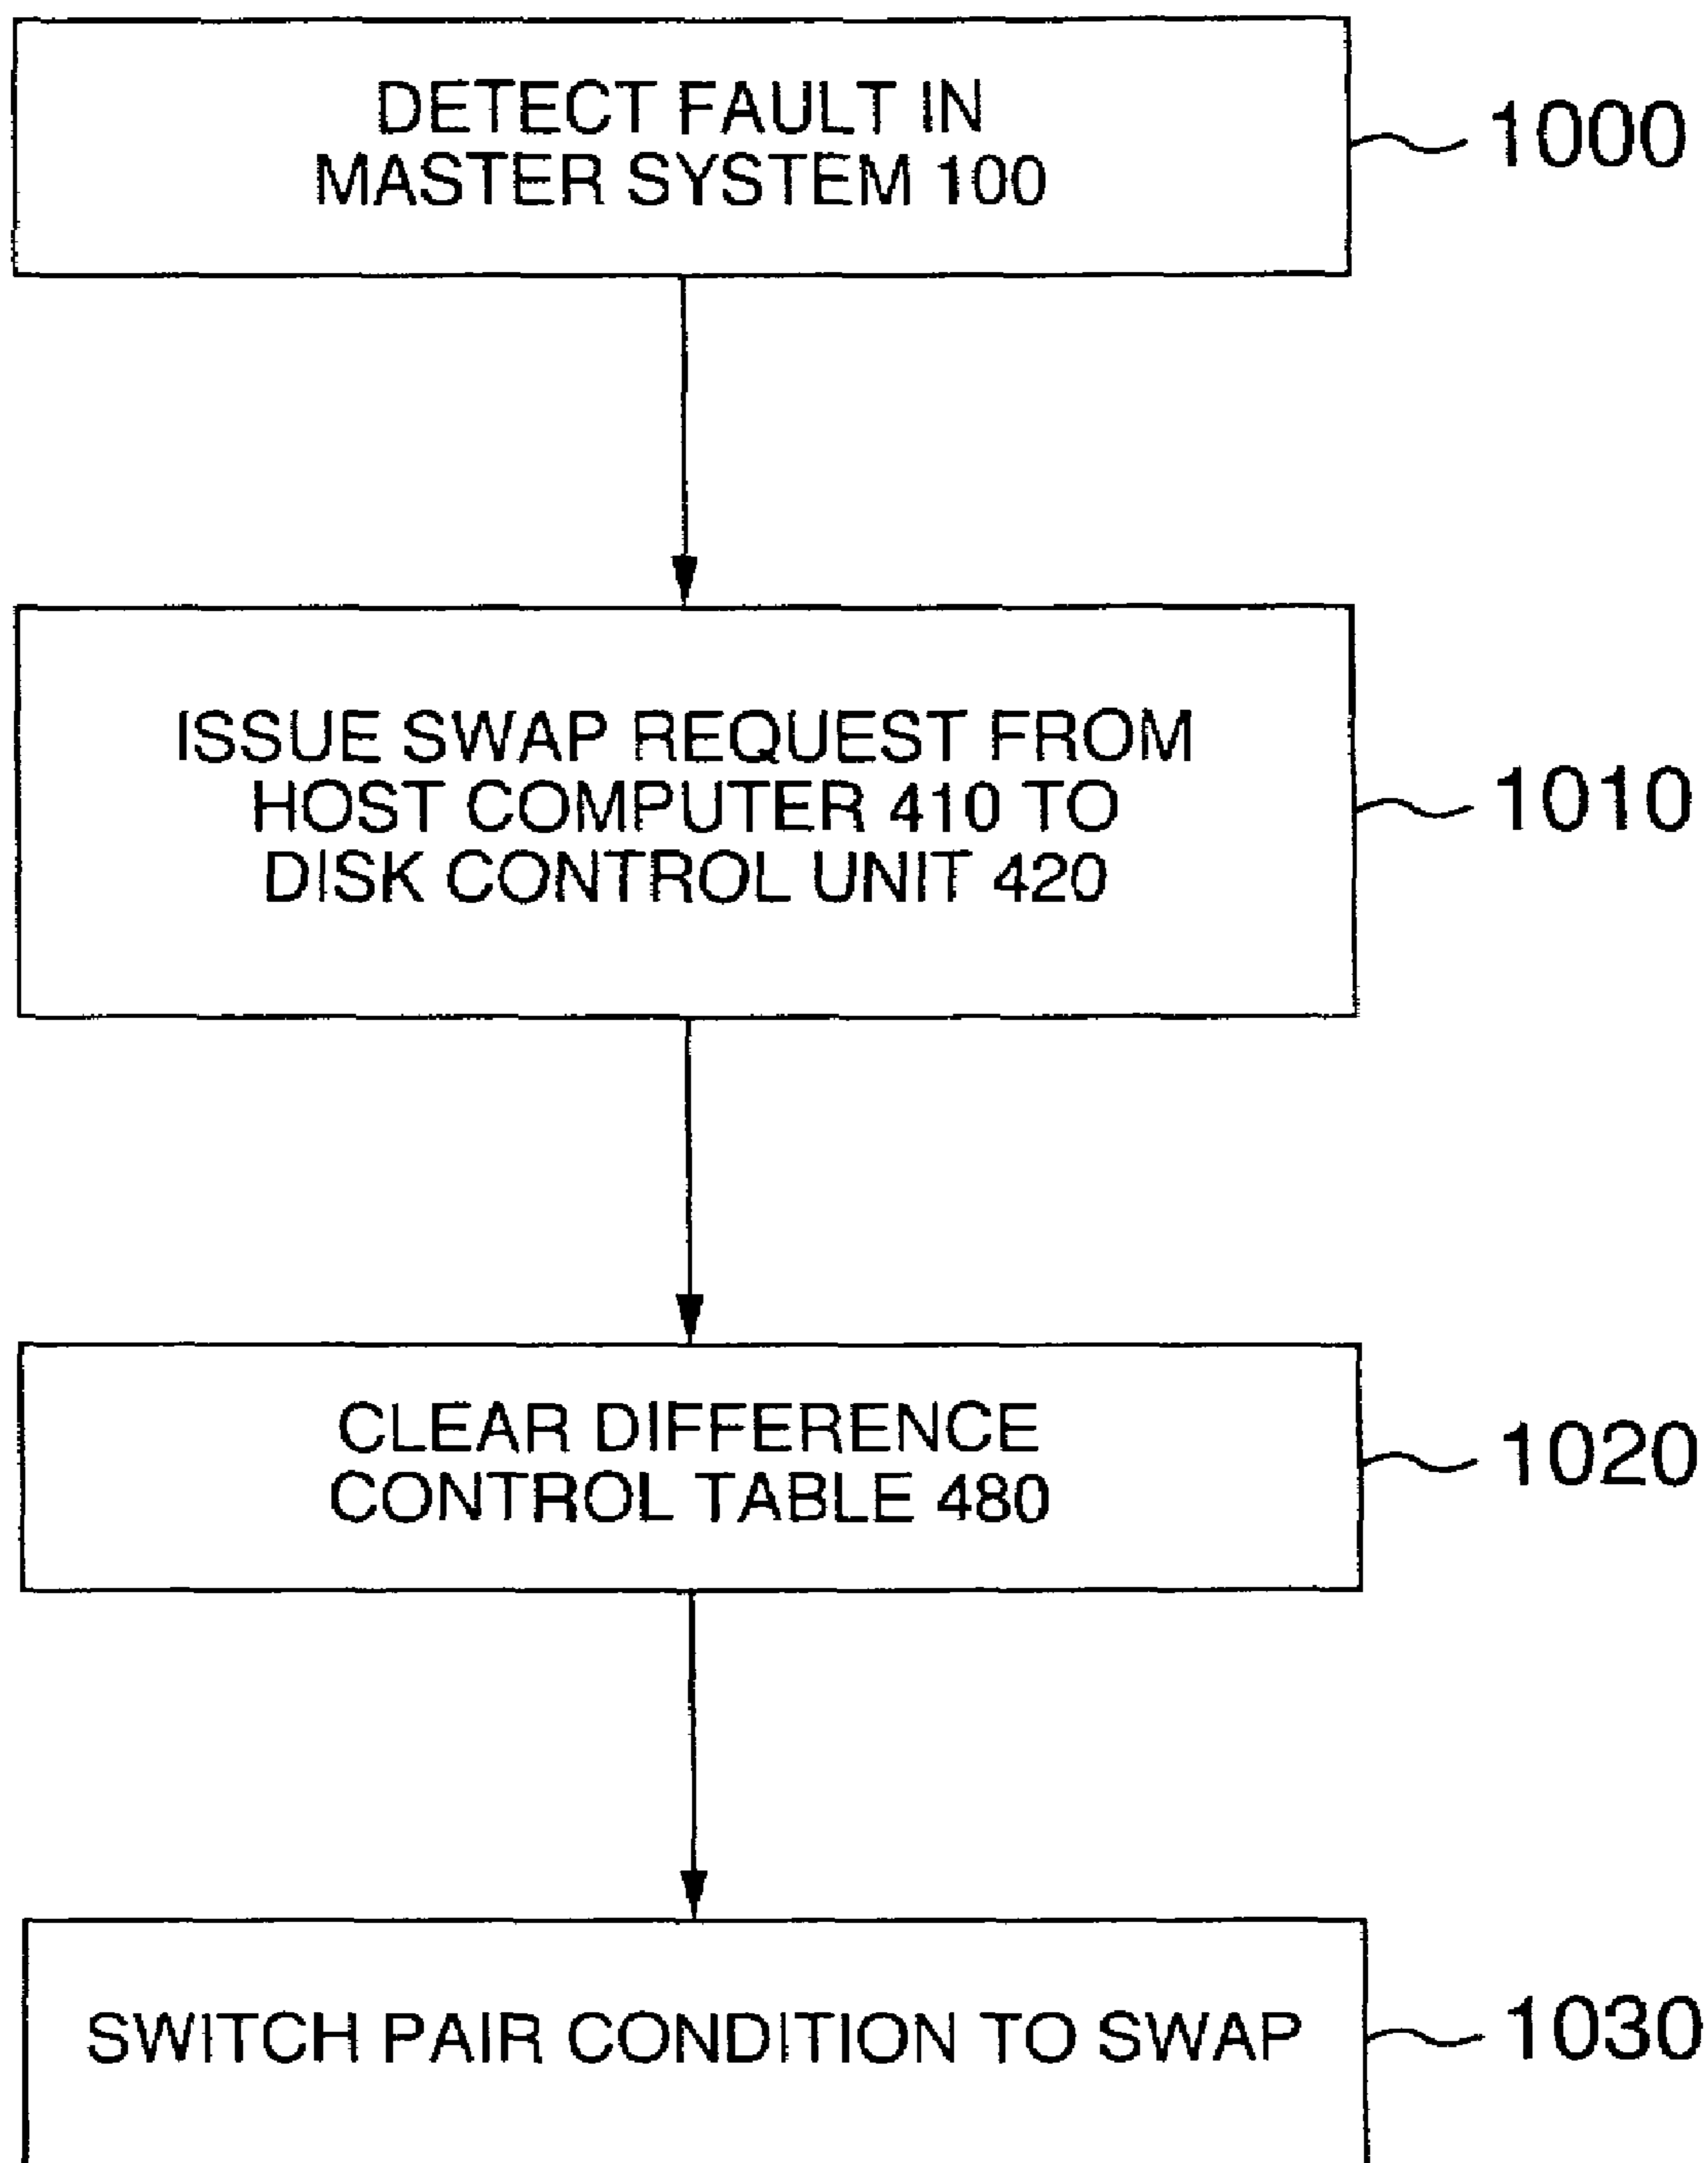 DETECT FAULT IN
MASTER SYSTEM 100
1000
ISSUE SWAP REQUEST FROM
HOST COMPUTER 410 TO
DISK CONTROL UNIT 420
1010
CLEAR DIFFERENCE
CONTROL TABLE 480
1020
SWITCH PAIR CONDITION TO SWAP
1030